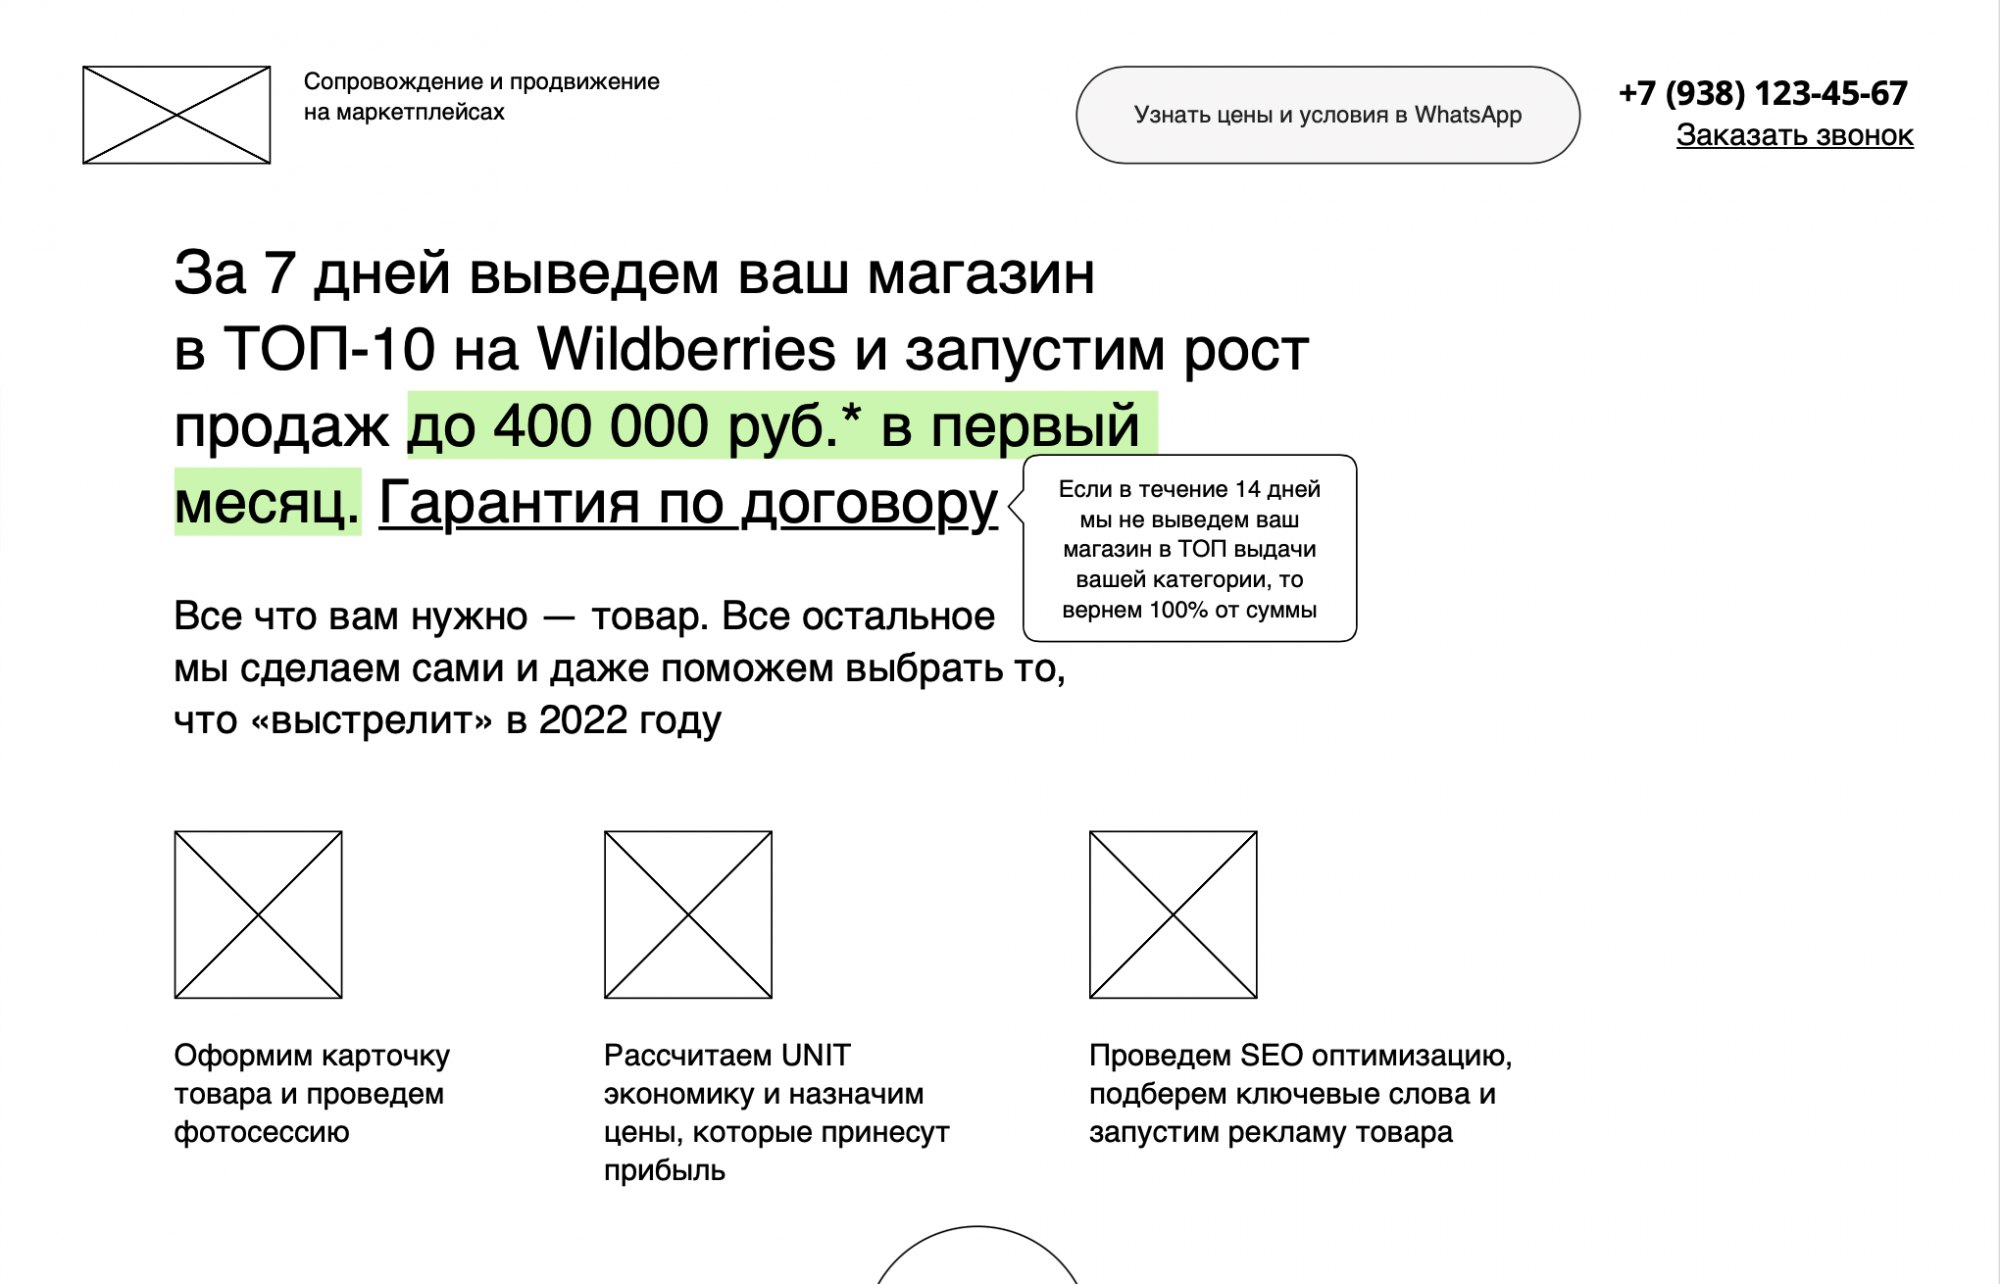 Сопровождение и продвижение
на маркетплейсах
Узнать цены и условия в WhatsApp
+7 (938) 123-45-67
Заказать звонок
За 7 дней выведем ваш магазин
в ТОП-10 на Wildberries и запустим рост
продаж до 400 000 руб.* в первый
месяц. Гарантия по договору
Если в течение 14 дней
мы не выведем ваш
магазин в ТОП выдачи
вашей категории, то
вернем 100% от суммы
Все что вам нужно — товар. Все остальное
мы сделаем сами и даже поможем выбрать то,
что «выстрелит» в 2022 году
Оформим карточку
товара и проведем
фотосессию
Рассчитаем UNIT
экономику и назначим
цены, которые принесут
прибыль
Проведем SEO оптимизацию,
подберем ключевые слова и
запустим рекламу товара